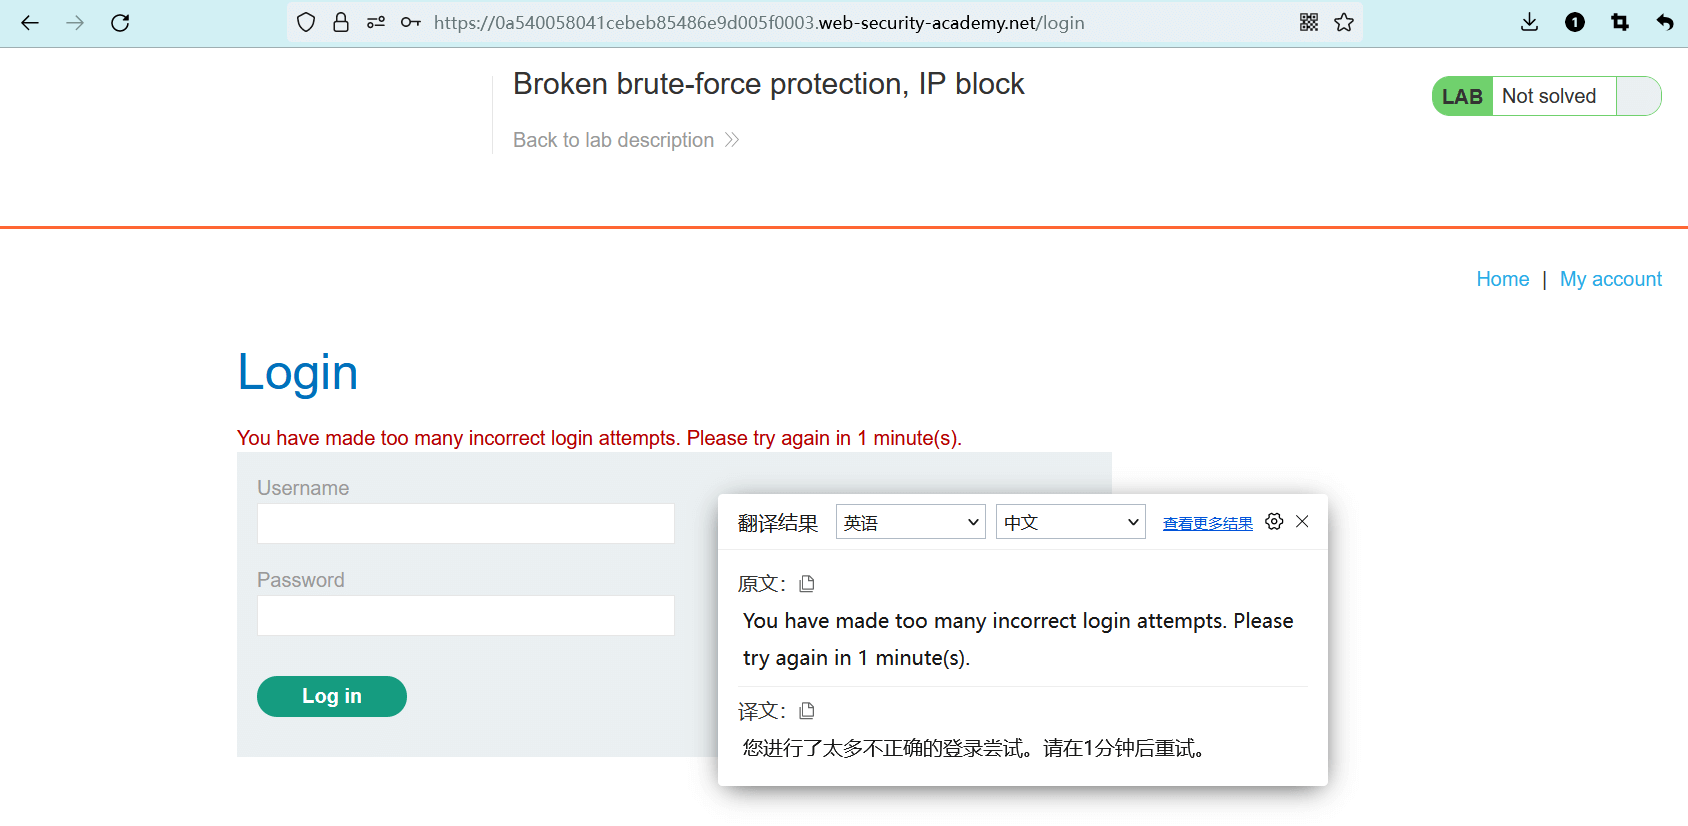 https://0a540058041cebeb85486e9d005f0003.web-security-academy.net/login
1
Broken brute-force protection, IP block
LAB Not solved
Back to lab description
Home | My account
Login
You have made too many incorrect login attempts. Please try again in 1 minute(s).
Username
Password
Log in
翻译结果 英语 中文 查看更多结果
原文：
You have made too many incorrect login attempts. Please
try again in 1 minute(s).
译文：
您进行了太多不正确的登录尝试。请在1分钟后重试。